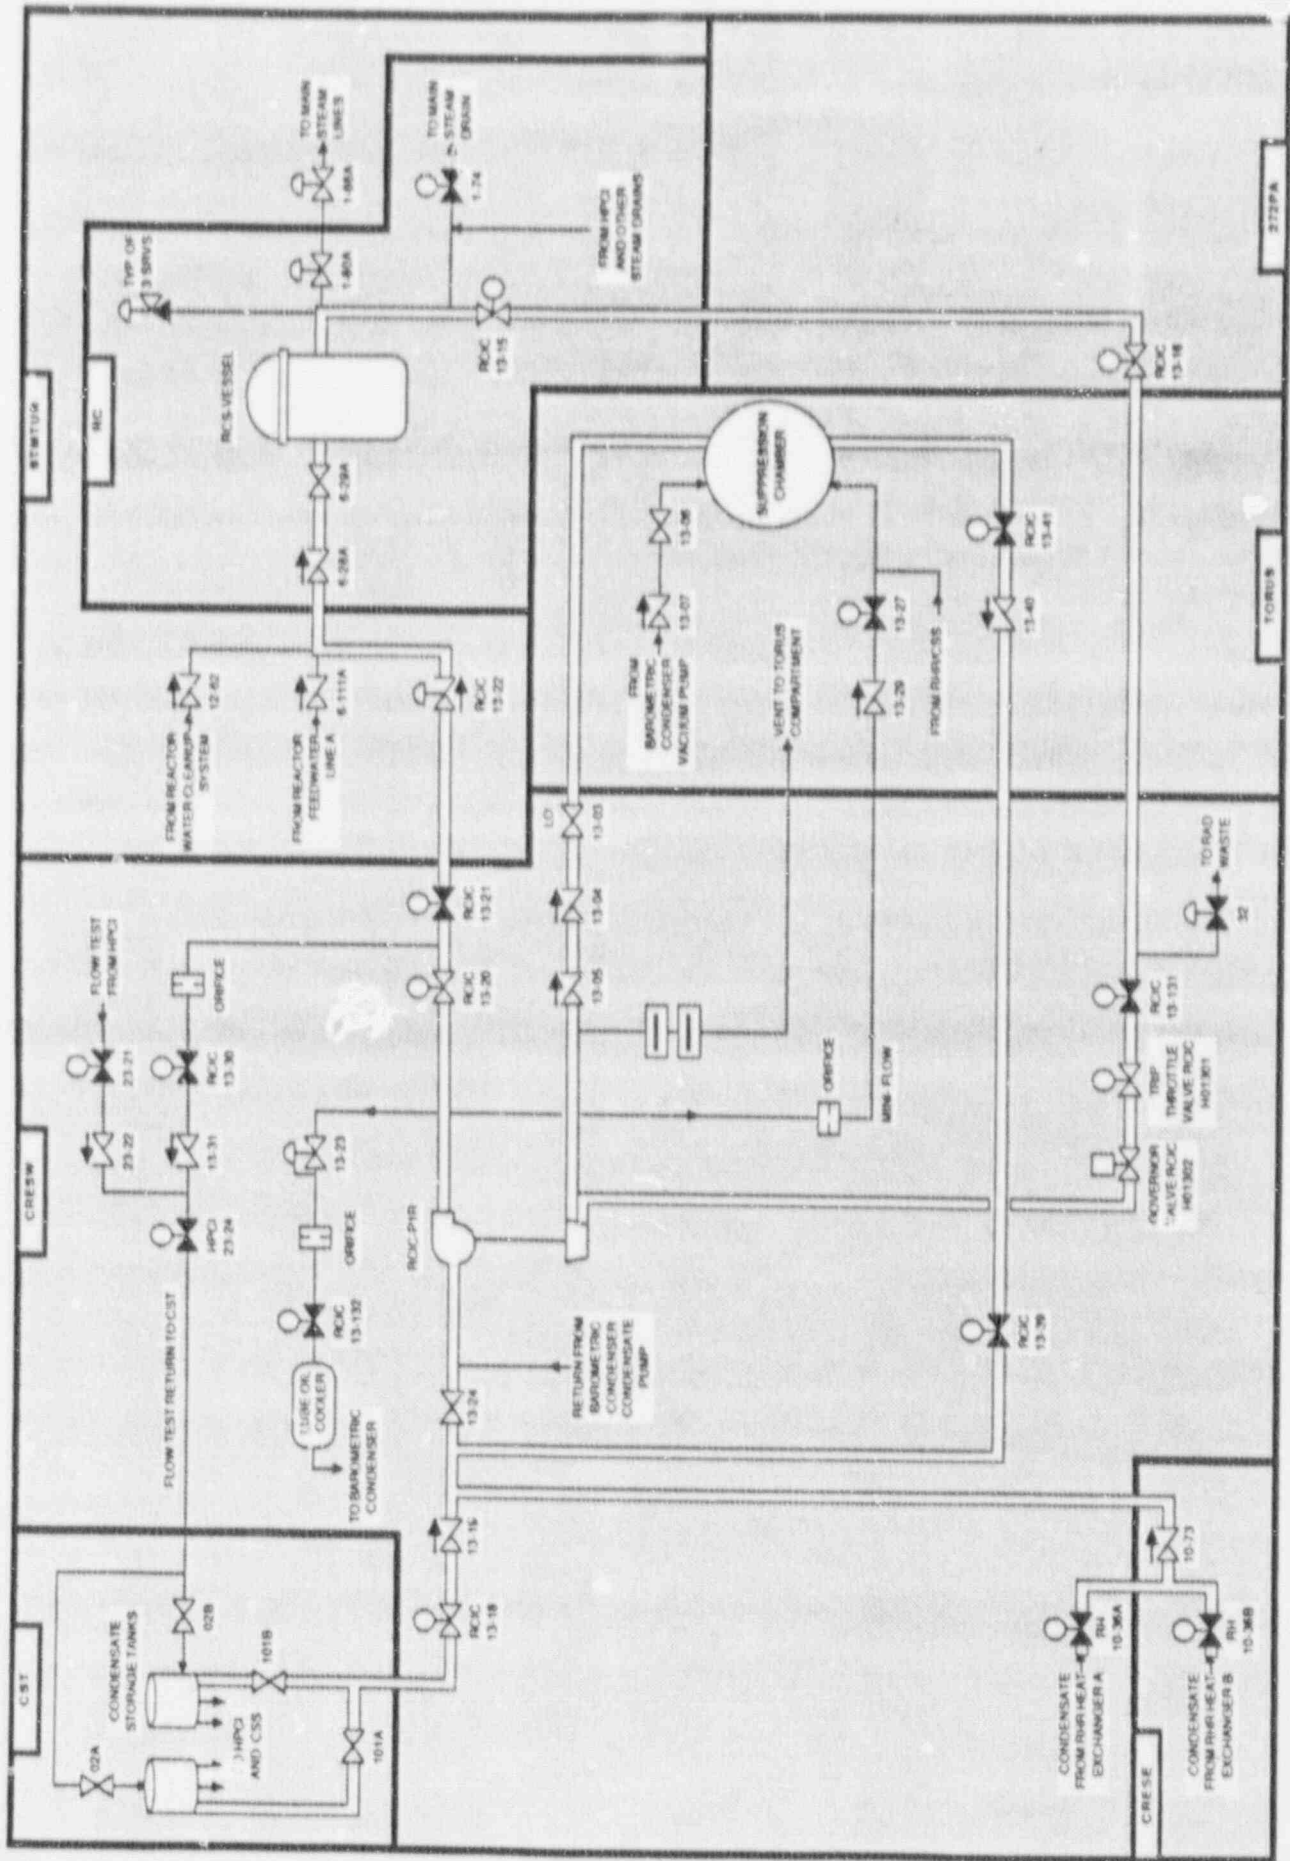 CST
CONDENSATE
STORAGE TANKS
02A
02B
101B
101A
HPCI
AND CSS
FLOW TEST RETURN TO CST
CRESW
HPCI
23-24
23-22
23-21
FLOW TEST
FROM HPCI
13-31
RCIC
13-30
ORIFICE
TO BAROMETRIC
CONDENSER
LUBE OIL
COOLER
RCIC
13-132
ORIFICE
13-23
RCIC
13-18
13-24
RCIC-P1R
RCIC
13-20
RCIC
13-21
RETURN FROM
BAROMETRIC
CONDENSER
CONDENSATE
PUMP
13-05
13-04
LO
13-03
ORIFICE
MINI-FLOW
VENT TO TORUS
COMPARTMENT
RCIC
13-39
GOVERNOR
VALVE RCIC
H01302
TRIP
THROTTLE
VALVE RCIC
H01301
RCIC
13-131
32
TO RAD
WASTE
CONDENSATE
FROM RHR HEAT
EXCHANGER A
RH
10-36A
10-73
CRESE
CONDENSATE
FROM RHR HEAT
EXCHANGER B
RH
10-36B
STMTUR
RC
FROM REACTOR
WATER CLEANUP
SYSTEM
12-62
FROM REACTOR
FEEDWATER
LINE A
6-111A
RCIC
13-22
6-28A
6-29A
RCS-VESSEL
TYP OF
3 SRVS
1-80A
1-86A
TO MAIN
STEAM
LINES
1-74
TO MAIN
STEAM
DRAIN
FROM HPCI
AND OTHER
STEAM DRAINS
RCIC
13-15
FROM
BAROMETRIC
CONDENSER
VACUUM PUMP
13-07
13-06
SUPPRESSION
CHAMBER
13-29
13-27
FROM RHR/CSS
13-40
RCIC
13-41
RCIC
13-16
TORUS
272PA